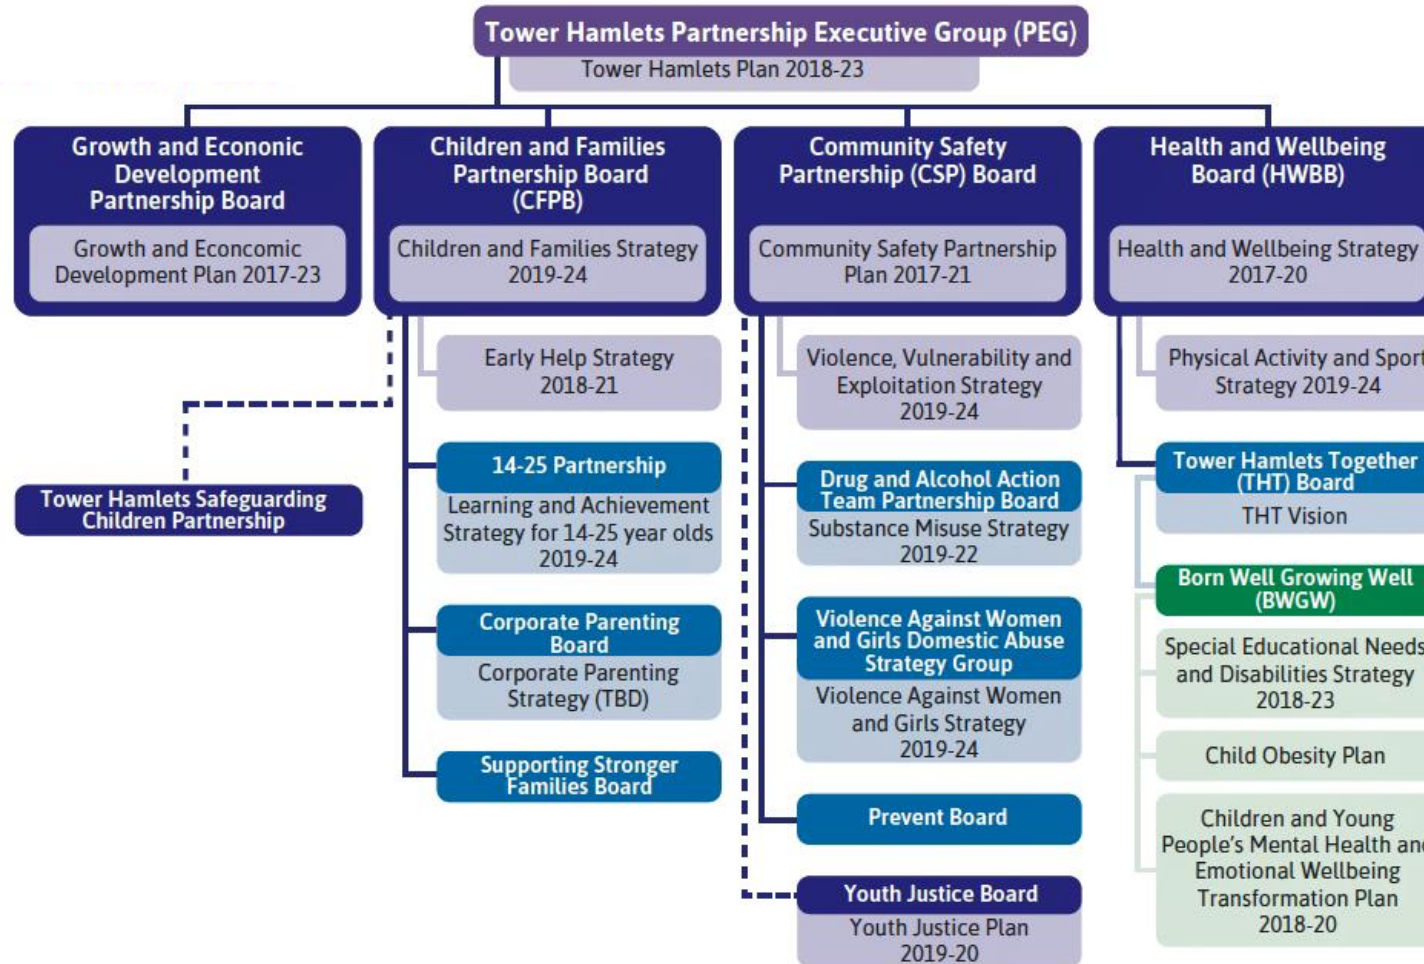 Tower Hamlets Partnership Executive Group (PEG)
Tower Hamlets Plan 2018-23
Growth and Econonic
Development
Partnership Board
Growth and Econcomic
Development Plan 2017-23
Children and Families
Partnership Board
(CFPB)
Children and Families Strategy
2019-24
Early Help Strategy
2018-21
Tower Hamlets Safeguarding
Children Partnership
14-25 Partnership
Learning and Achievement
Strategy for 14-25 year olds
2019-24
Corporate Parenting
Board
Corporate Parenting
Strategy (TBD)
Supporting Stronger
Families Board
Community Safety
Partnership (CSP) Board
Community Safety Partnership
Plan 2017-21
Violence, Vulnerability and
Exploitation Strategy
2019-24
Drug and Alcohol Action
Team Partnership Board
Substance Misuse Strategy
2019-22
Violence Against Women
and Girls Domestic Abuse
Strategy Group
Violence Against Women
and Girls Strategy
2019-24
Prevent Board
Youth Justice Board
Youth Justice Plan
2019-20
Health and Wellbeing
Board (HWBB)
Health and Wellbeing Strategy
2017-20
Physical Activity and Sport
Strategy 2019-24
Tower Hamlets Together
(THT) Board
THT Vision
Born Well Growing Well
(BWGW)
Special Educational Needs
and Disabilities Strategy
2018-23
Child Obesity Plan
Children and Young
People's Mental Health and
Emotional Wellbeing
Transformation Plan
2018-20